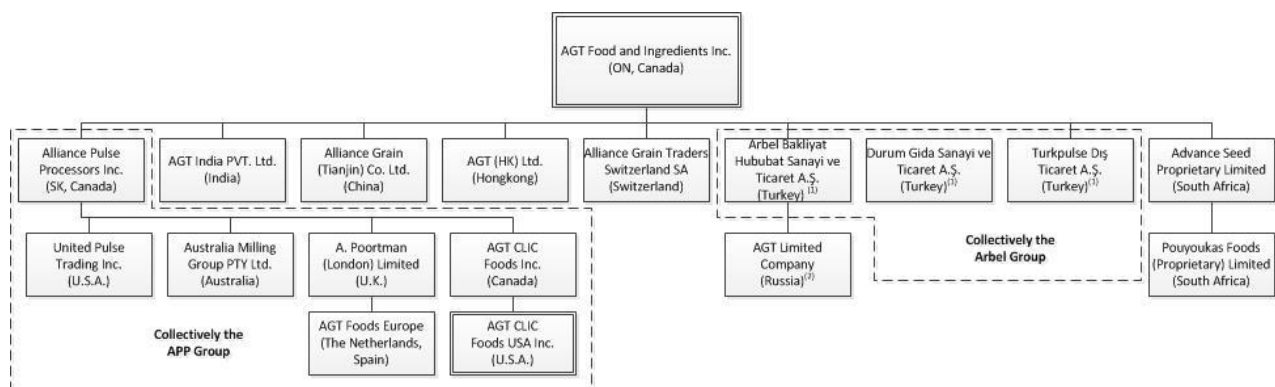 AGT Food and Ingredients Inc.
(ON, Canada)
Alliance Pulse
Processors Inc.
(SK, Canada)
AGT India PVT. Ltd.
(India)
Alliance Grain
(Tianjin) Co. Ltd.
(China)
AGT (HK) Ltd.
(Hongkong)
Alliance Grain Traders
Switzerland SA
(Switzerland)
Arbel Bakliyat
Hububat Sanayi ve
Ticaret A.Ş.
(Turkey) (1)
Durum Gida Sanayi ve
Ticaret A.Ş.
(Turkey)(1)
Turkpulse Dış
Ticaret A.Ş.
(Turkey)(1)
Advance Seed
Proprietary Limited
(South Africa)
United Pulse
Trading Inc.
(U.S.A.)
Australia Milling
Group PTY Ltd.
(Australia)
A. Poortman
(London) Limited
(U.K.)
AGT CLIC
Foods Inc.
(Canada)
AGT Limited
Company
(Russia)(2)
Collectively the
Arbel Group
Pouyoukas Foods
(Proprietary) Limited
(South Africa)
Collectively the
APP Group
AGT Foods Europe
(The Netherlands,
Spain)
AGT CLIC
Foods USA Inc.
(U.S.A.)